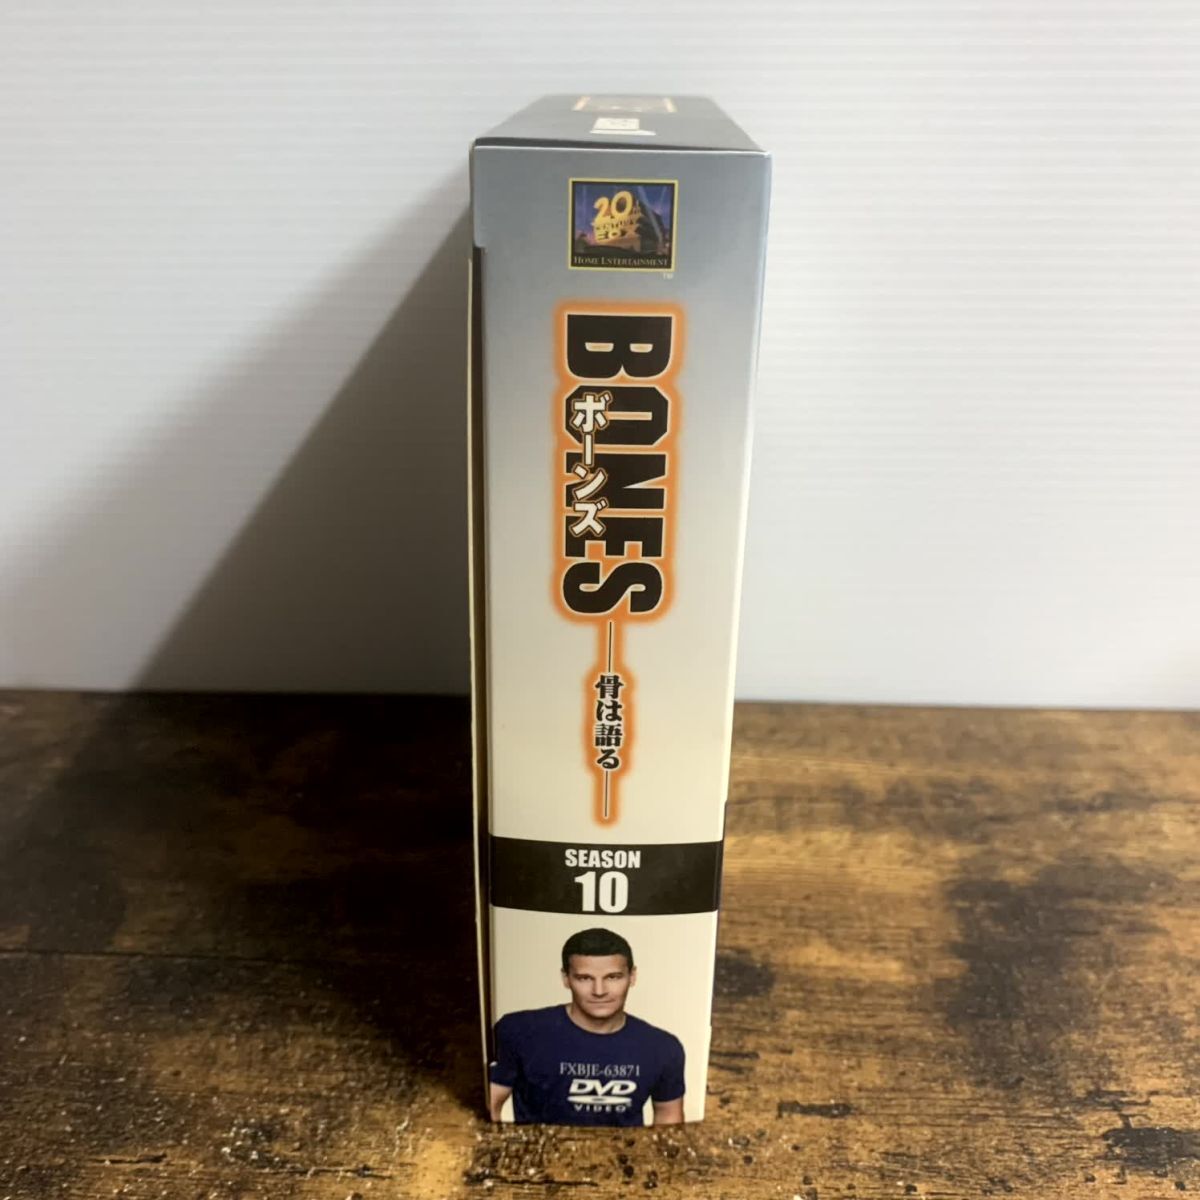 20th
CENTURY
FOX
HOME ENTERTAINMENT
TM
BONES
ボーンズ
―骨は語る―
SEASON
10
FXBJE-63871
DVD
VIDEO